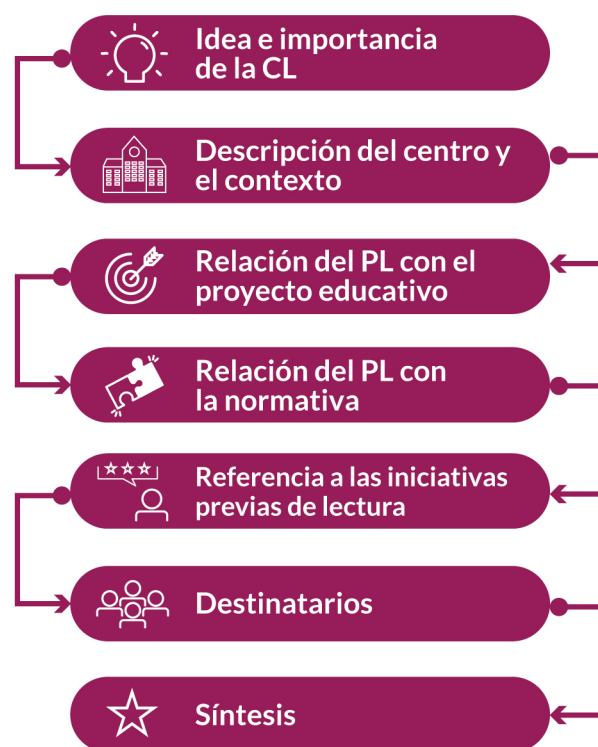 Idea e importancia
de la CL
Descripción del centro y
el contexto
Relación del PL con el
proyecto educativo
Relación del PL con
la normativa
Referencia a las iniciativas
previas de lectura
Destinatarios
Síntesis